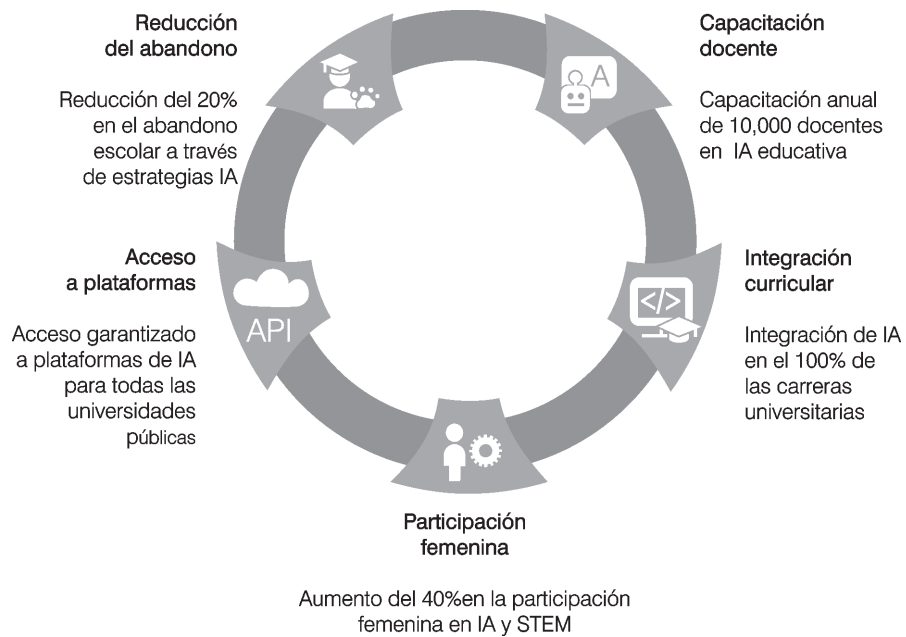 Reducción
del abandono
Reducción del 20%
en el abandono
escolar a través
de estrategias IA
Capacitación
docente
Capacitación anual
de 10,000 docentes
en IA educativa
Acceso
a plataformas
Acceso garantizado
a plataformas de IA
para todas las
universidades
públicas
API
A
</>
Integración
curricular
Integración de IA
en el 100% de
las carreras
universitarias
Participación
femenina
Aumento del 40%en la participación
femenina en IA y STEM